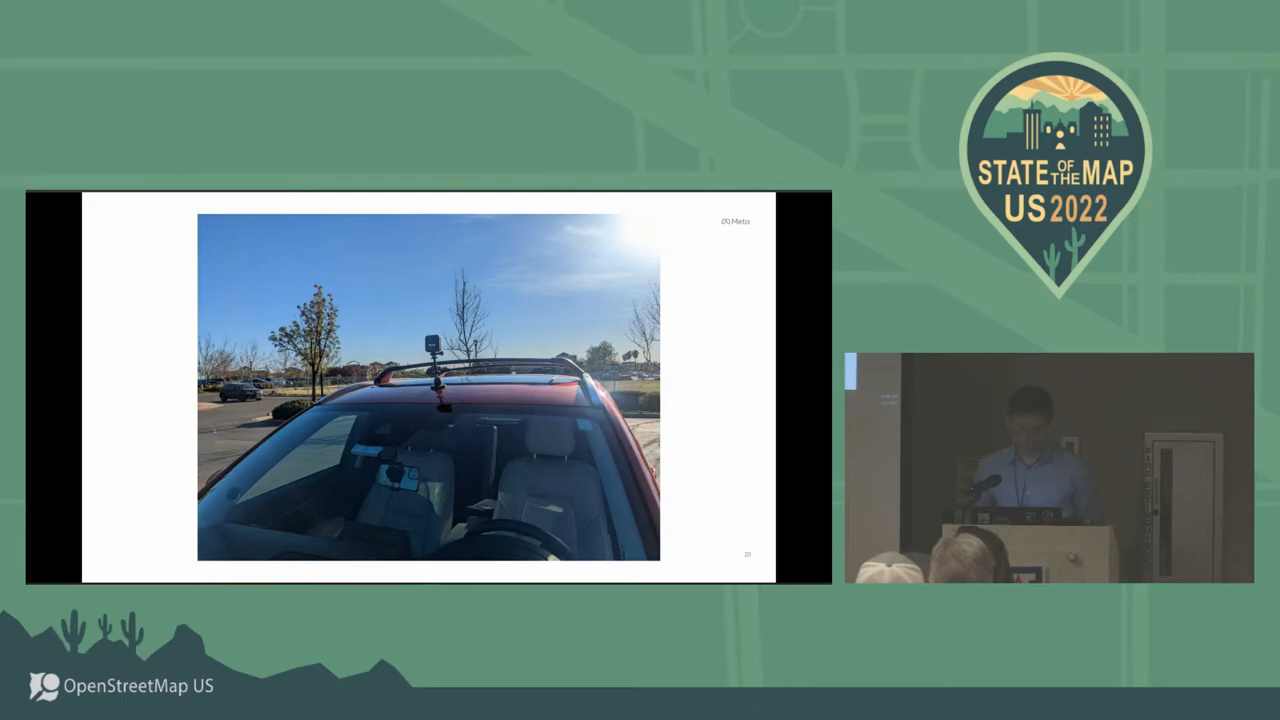 STATE OF THE MAP
US 2022
Meta
20
OpenStreetMap US